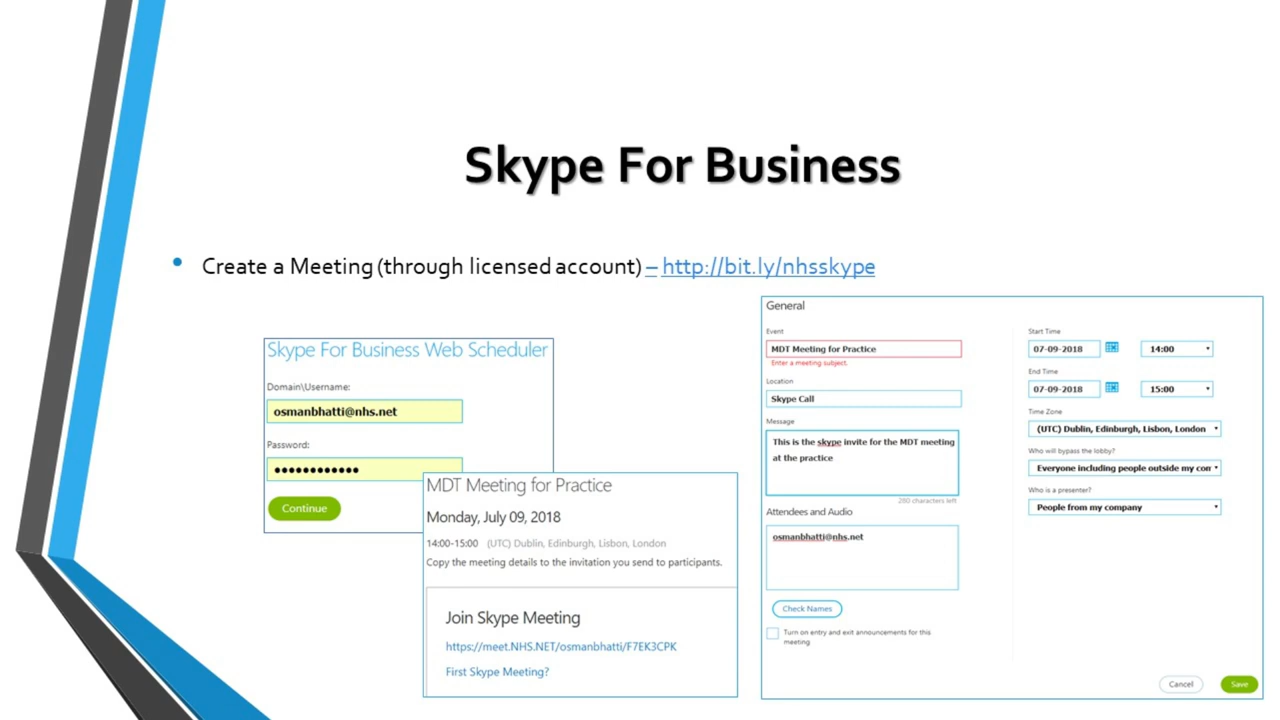 Skype For Business
Create a Meeting (through licensed account) – http://bit.ly/nhsskype
Skype For Business Web Scheduler
Domain\Username:
osmanbhatti@nhs.net
Password:
●●●●●●●●●●●●
Continue
MDT Meeting for Practice
Monday, July 09, 2018
14:00-15:00 (UTC) Dublin, Edinburgh, Lisbon, London
Copy the meeting details to the invitation you send to participants.
Join Skype Meeting
https://meet.NHS.NET/osmanbhatti/F7EK3CPK
First Skype Meeting?
General
Event
MDT Meeting for Practice
Enter a meeting subject.
Location
Skype Call
Message
This is the skype invite for the MDT meeting
at the practice
280 characters left
Attendees and Audio
osmanbhatti@nhs.net
Check Names
Turn on entry and exit announcements for this
meeting
Start Time
07-09-2018 14:00
End Time
07-09-2018 15:00
Time Zone
(UTC) Dublin, Edinburgh, Lisbon, London
Who will bypass the lobby?
Everyone including people outside my com
Who is a presenter?
People from my company
Cancel Save